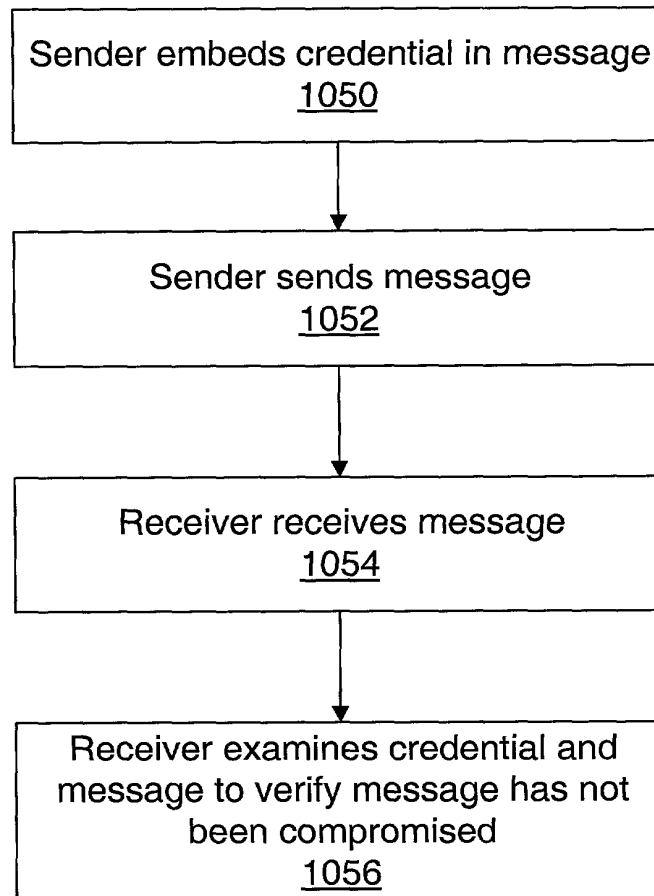 Sender embeds credential in message
1050
Sender sends message
1052
Receiver receives message
1054
Receiver examines credential and
message to verify message has not
been compromised
1056